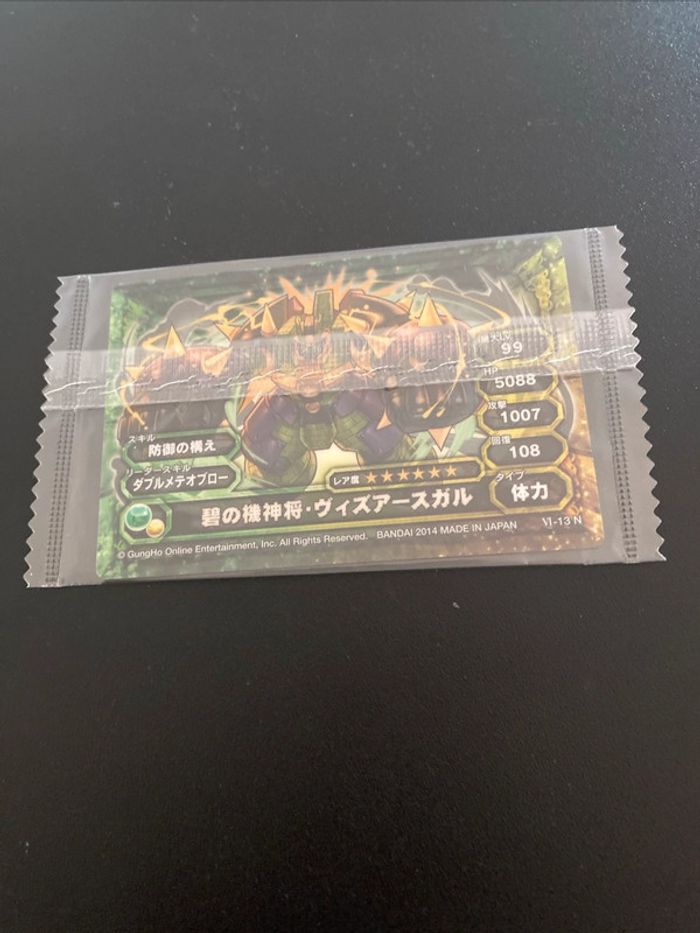 最大LV
99
HP
5088
攻撃
1007
回復
108
タイプ
体力
スキル
防御の構え
リーダースキル
ダブルメテオブロー
レア度 ★★★★★★
碧の機神将・ヴィズアースガル
© GungHo Online Entertainment, Inc. All Rights Reserved. BANDAI 2014 MADE IN JAPAN
VI-13 N